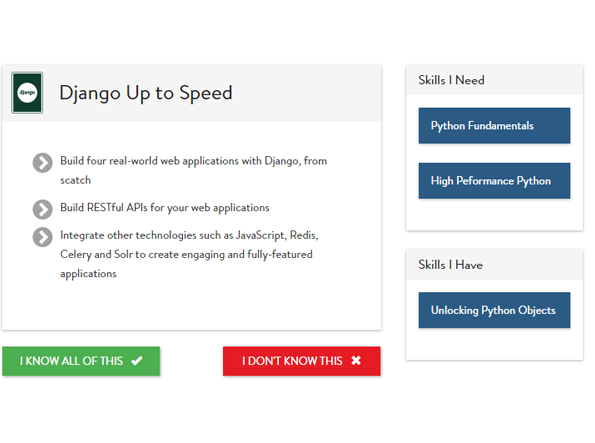 django
Django Up to Speed
Build four real-world web applications with Django, from
scatch
Build RESTful APIs for your web applications
Integrate other technologies such as JavaScript, Redis,
Celery and Solr to create engaging and fully-featured
applications
I KNOW ALL OF THIS
I DON'T KNOW THIS
Skills I Need
Python Fundamentals
High Peformance Python
Skills I Have
Unlocking Python Objects